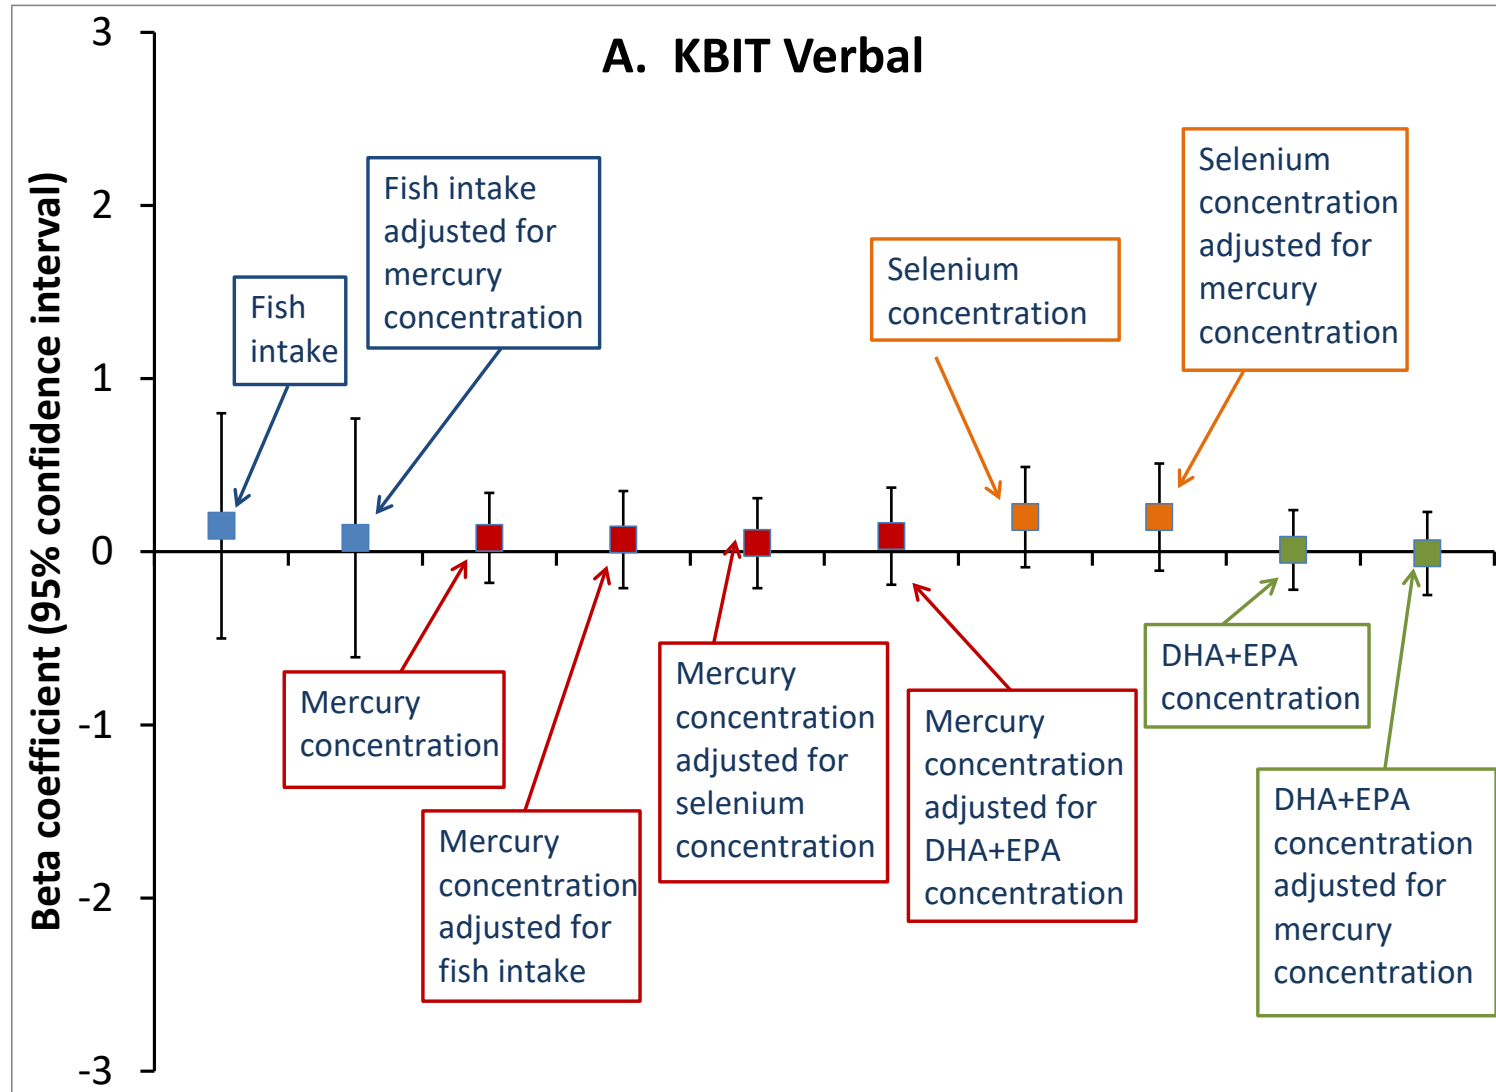 A. KBIT Verbal
Beta coefficient (95% confidence interval)
3
2
1
0
-1
-2
-3
Fish
intake
Fish intake
adjusted for
mercury
concentration
Mercury
concentration
Mercury
concentration
adjusted for
fish intake
Mercury
concentration
adjusted for
selenium
concentration
Mercury
concentration
adjusted for
DHA+EPA
concentration
Selenium
concentration
Selenium
concentration
adjusted for
mercury
concentration
DHA+EPA
concentration
DHA+EPA
concentration
adjusted for
mercury
concentration